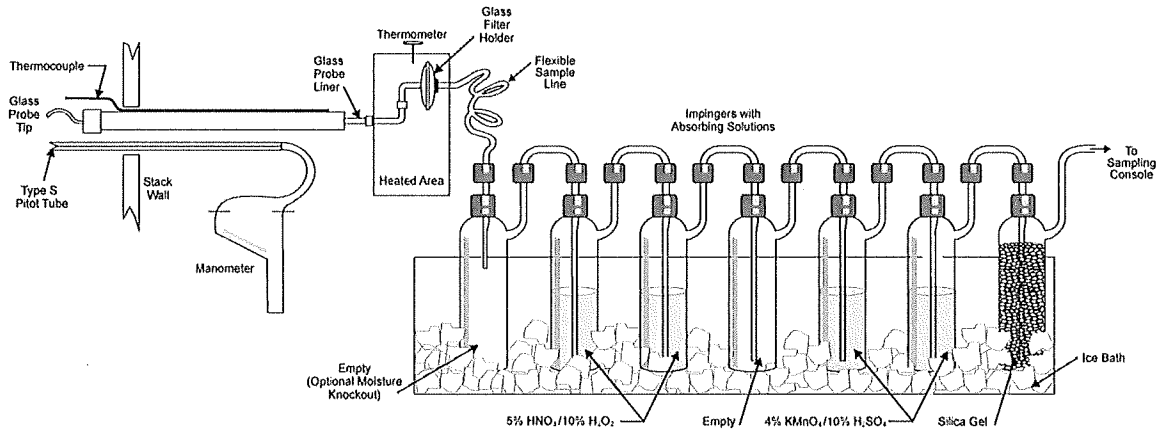 Glass
Filter
Holder
Thermometer
Thermocouple
Glass
Probe
Liner
Flexible
Sample
Line
Glass
Probe
Tip
Impingers with
Absorbing Solutions
To
Sampling
Console
Heated Area
Type S
Pitot Tube
Stack
Wall
Manometer
Empty
(Optional Moisture
Knockout)
Ice Bath
5% HNO₃/10% H₂O₂
Empty
4% KMnO₄/10% H₂SO₄
Silica Gel